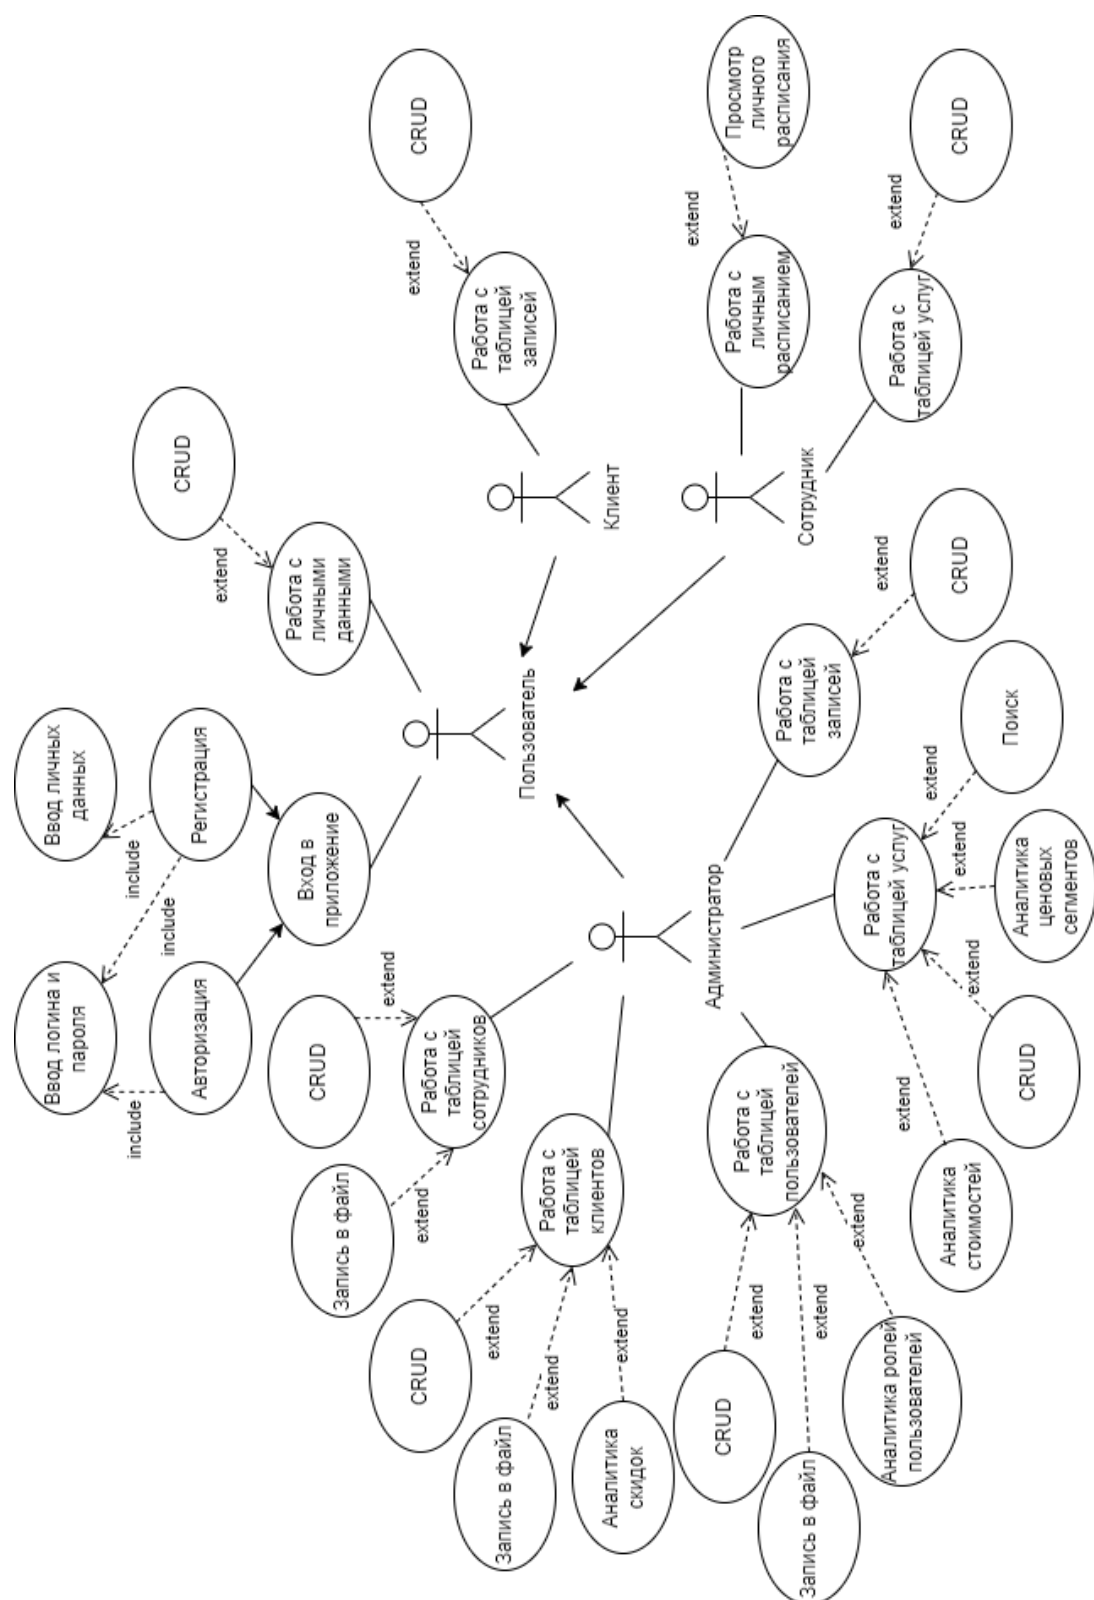 Ввод логина и
пароля
Ввод личных
данных
include
include
include
Авторизация
Регистрация
CRUD
extend
Вход в
приложение
Работа с
личными
данными
CRUD
extend
Запись в файл
extend
Работа с
таблицей
сотрудников
CRUD
extend
Пользователь
CRUD
extend
Работа с
таблицей
записей
Клиент
Запись в файл
extend
CRUD
extend
Работа с
таблицей
клиентов
Аналитика
скидок
extend
Администратор
Сотрудник
Работа с
личным
расписанием
extend
Просмотр
личного
расписания
CRUD
extend
Работа с
таблицей
пользователей
Запись в файл
extend
Аналитика ролей
пользователей
extend
Работа с
таблицей услуг
Работа с
таблицей
записей
extend
CRUD
Работа с
таблицей услуг
extend
CRUD
Аналитика
стоимостей
extend
CRUD
extend
Аналитика
ценовых
сегментов
extend
Поиск
extend